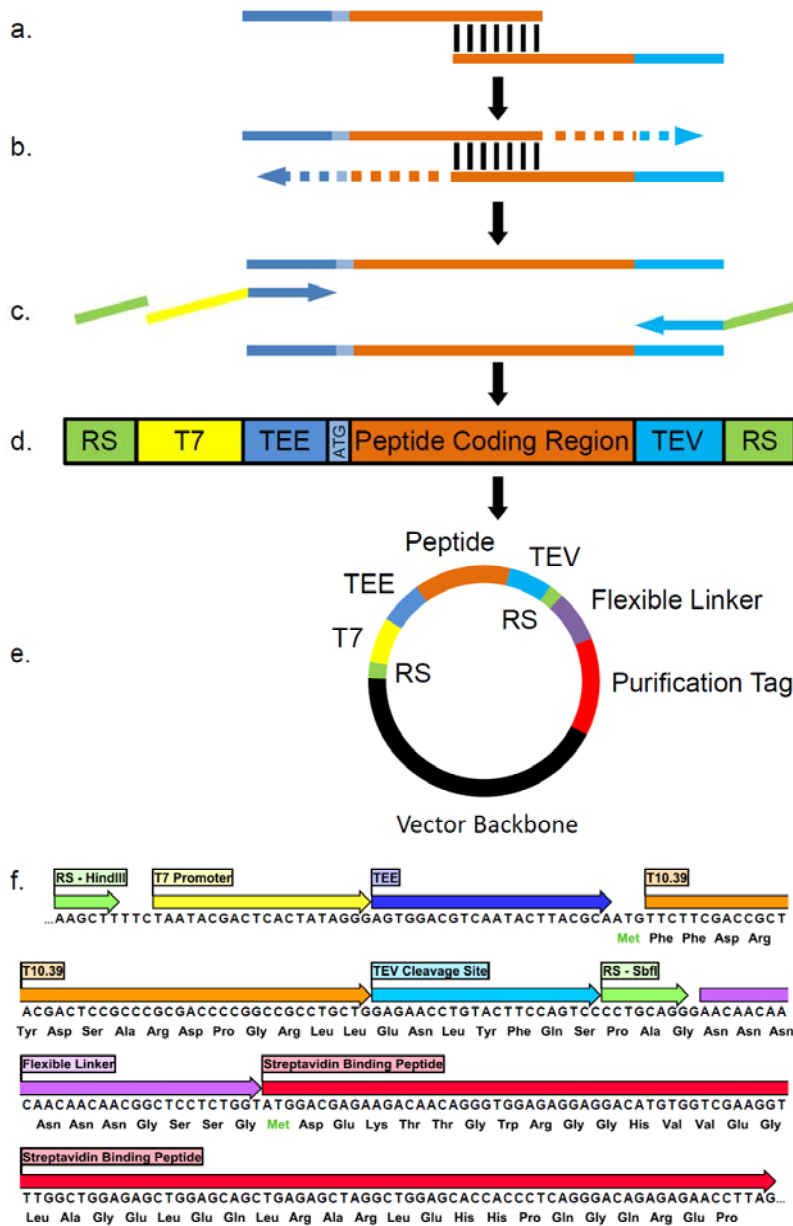 a.
b.
c.
d.
RS T7 TEE ATG Peptide Coding Region TEV RS
Peptide
TEV
TEE
Flexible Linker
T7
RS
e.
RS
Purification Tag
Vector Backbone
f.
RS - HindIII T7 Promoter TEE T10.39
...AAGCTTTTCTAATACGACTCACTATAGGGAGTGGACGTCAATACTTACGCAATGTTCTTCGACCGCT
Met Phe Phe Asp Arg
T10.39 TEV Cleavage Site RS - SbfI
ACGACTCCGCCCGCGACCCCGGCCGCCTGCTGGAGAACCTGTACTTCCAGTCCCCTGCAGGGAACAACAA
Tyr Asp Ser Ala Arg Asp Pro Gly Arg Leu Leu Glu Asn Leu Tyr Phe Gln Ser Pro Ala Gly Asn Asn Asn
Flexible Linker Streptavidin Binding Peptide
CAACAACAACGGCTCCTCTGGTATGGACGAGAAGACAACAGGGTGGAGAGGAGGACATGTGGTCGAAGGT
Asn Asn Asn Gly Ser Ser Gly Met Asp Glu Lys Thr Thr Gly Trp Arg Gly Gly His Val Val Glu Gly
Streptavidin Binding Peptide
TTGGCTGGAGAGCTGGAGCAGCTGAGAGCTAGGCTGGAGCACCACCCTCAGGGACAGAGAGAACCTTAG...
Leu Ala Gly Glu Leu Glu Gln Leu Arg Ala Arg Leu Glu His His Pro Gln Gly Gln Arg Glu Pro